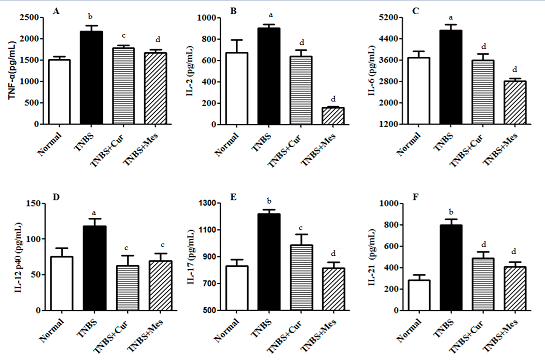 A
b
c
d
TNF-α(pg/mL)
2500
2000
1500
1000
500
0
Normal
TNBS
TNBS+Cur
TNBS+Mes
B
a
d
d
IL-2 (pg/mL)
1000
800
600
400
200
0
Normal
TNBS
TNBS+Cur
TNBS+Mes
C
a
d
d
IL-6 (pg/mL)
5200
4400
3600
2800
2000
1200
Normal
TNBS
TNBS+Cur
TNBS+Mes
D
a
c
c
IL-12 p40 (pg/mL)
150
100
50
0
Normal
TNBS
TNBS+Cur
TNBS+Mes
E
b
c
d
IL-17 (pg/mL)
1300
1100
900
700
500
Normal
TNBS
TNBS+Cur
TNBS+Mes
F
b
d
d
IL-21 (pg/mL)
1000
800
600
400
200
0
Normal
TNBS
TNBS+Cur
TNBS+Mes